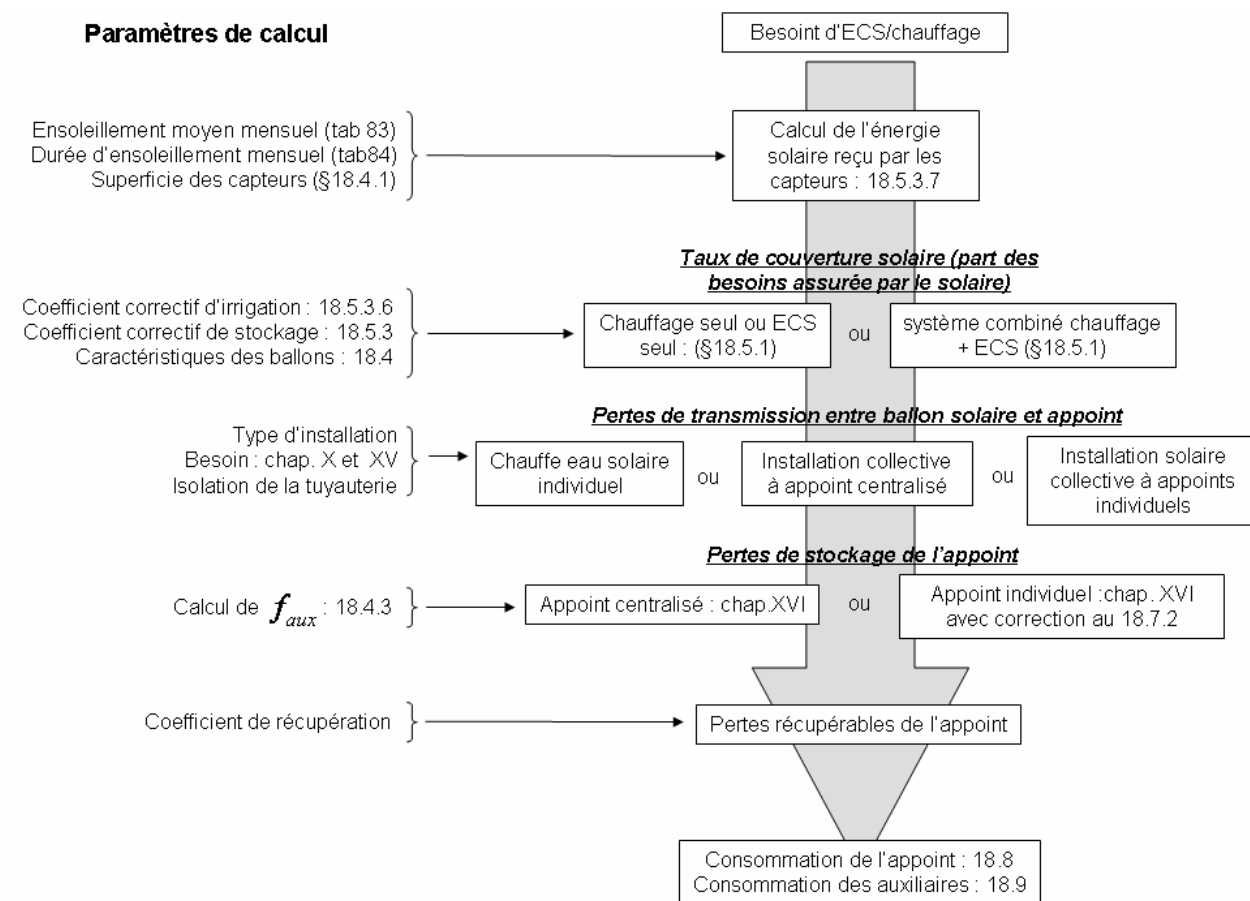 Paramètres de calcul
Besoint d'ECS/chauffage
Ensoleillement moyen mensuel (tab 83)
Durée d'ensoleillement mensuel (tab84)
Superficie des capteurs (§18.4.1)
Calcul de l'énergie
solaire reçu par les
capteurs : 18.5.3.7
Taux de couverture solaire (part des
besoins assurée par le solaire)
Coefficient correctif d'irrigation : 18.5.3.6
Coefficient correctif de stockage : 18.5.3
Caractéristiques des ballons : 18.4
Chauffage seul ou ECS
seul : (§18.5.1)
ou
système combiné chauffage
+ ECS (§18.5.1)
Pertes de transmission entre ballon solaire et appoint
Type d'installation
Besoin : chap. X et XV
Isolation de la tuyauterie
Chauffe eau solaire
individuel
ou
Installation collective
à appoint centralisé
ou
Installation solaire
collective à appoints
individuels
Pertes de stockage de l'appoint
Calcul de f aux : 18.4.3
Appoint centralisé : chap.XVI
ou
Appoint individuel :chap. XVI
avec correction au 18.7.2
Coefficient de récupération
Pertes récupérables de l'appoint
Consommation de l'appoint : 18.8
Consommation des auxiliaires : 18.9